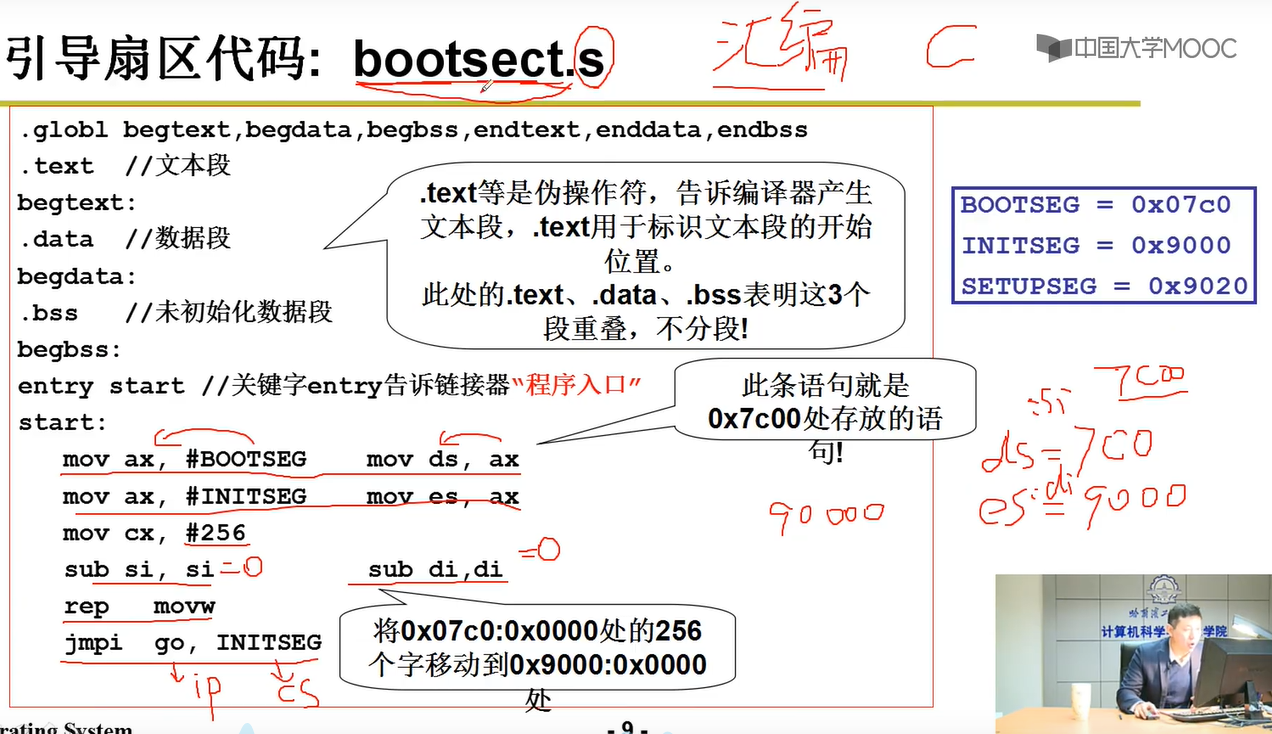 引导扇区代码: bootsect.s
汇编 C
中国大学MOOC
.globl begtext,begdata,begbss,endtext,enddata,endbss
.text //文本段
begtext:
.data //数据段
begdata:
.bss //未初始化数据段
begbss:
entry start //关键字entry告诉链接器“程序入口”
start:
mov ax, #BOOTSEG mov ds, ax
mov ax, #INITSEG mov es, ax
mov cx, #256
sub si, si =0 sub di,di =0
rep movw
jmpi go, INITSEG
ip cs
.text等是伪操作符，告诉编译器产生
文本段，.text用于标识文本段的开始
位置。
此处的.text、.data、.bss表明这3个
段重叠，不分段!
此条语句就是
0x7c00处存放的语
句!
将0x07c0:0x0000处的256
个字移动到0x9000:0x0000
处
BOOTSEG = 0x07c0
INITSEG = 0x9000
SETUPSEG = 0x9020
7c00
:si
ds=7c0
:di
es=9000
90000
计算机科学
学院
rating System
- 9 -